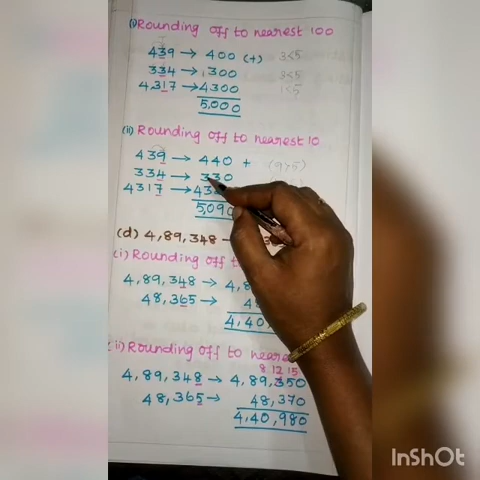 (i) Rounding off to nearest 100
439 → 400 (+) 3<5
334 → 300 3<5
4,317 → 4300 1<5
5,000
(ii) Rounding off to nearest 10
439 → 440 + (9>5)
334 → 330
4317 → 43
5,090
(d) 4,89,348 -
(i) Rounding off t
4,89,348 → 4,8
48,365 → 4
4,40,
ii) Rounding off to neare
8 12 15
4,89,348 → 4,89,350
48,365 → 48,370
4,40,980
InShOt